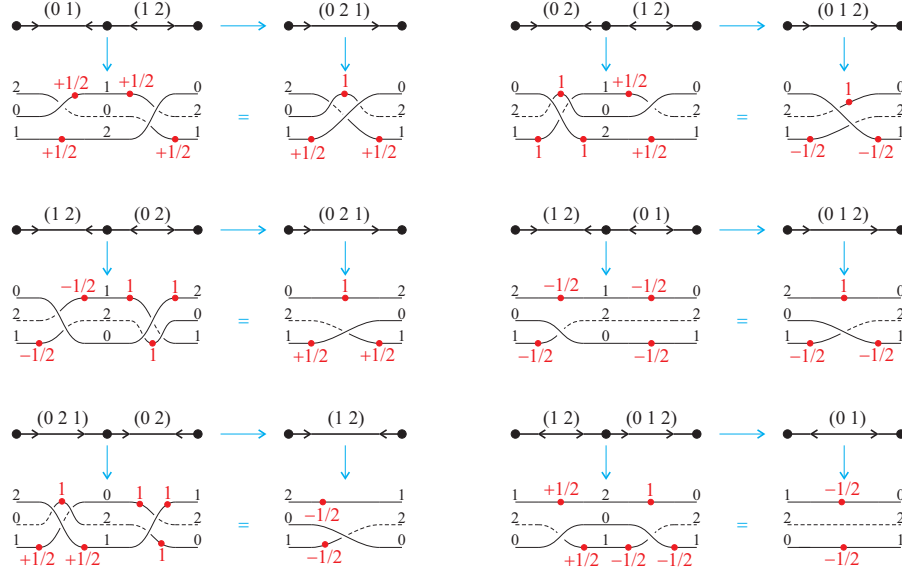 (0 1) (1 2) (0 2 1)
+1/2 +1/2 1
2 1 0 2 0
0 0 2 = 0 2
1 2 1 1 1
+1/2 +1/2 +1/2 +1/2
(0 2) (1 2) (0 1 2)
1 +1/2 1
0 1 0 0 0
2 0 2 = 2 2
1 2 1 1 1
1 1 +1/2 −1/2 −1/2
(1 2) (0 2) (0 2 1)
−1/2 1 1 1
0 1 2 0 2
2 2 0 = 2 0
1 0 1 1 1
−1/2 1 +1/2 +1/2
(1 2) (0 1) (0 1 2)
−1/2 −1/2 1
2 1 0 2 0
0 2 2 = 0 2
1 0 1 1 1
−1/2 −1/2 −1/2 −1/2
(0 2 1) (0 2) (1 2)
1 1 1
2 0 1 2 1
0 2 2 = 0 2
1 1 0 1 0
+1/2 +1/2 1 −1/2 −1/2
(1 2) (0 1 2) (0 1)
+1/2 1 −1/2
1 2 0 1 0
2 0 2 = 2 2
0 1 1 0 1
+1/2 −1/2 −1/2 −1/2